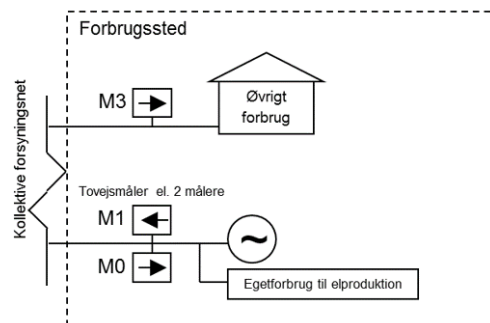 Forbrugssted
Kollektive forsyningsnet
M3
Øvrigt
forbrug
Tovejsmåler el. 2 målere
M1
M0
~
Egetforbrug til elproduktion